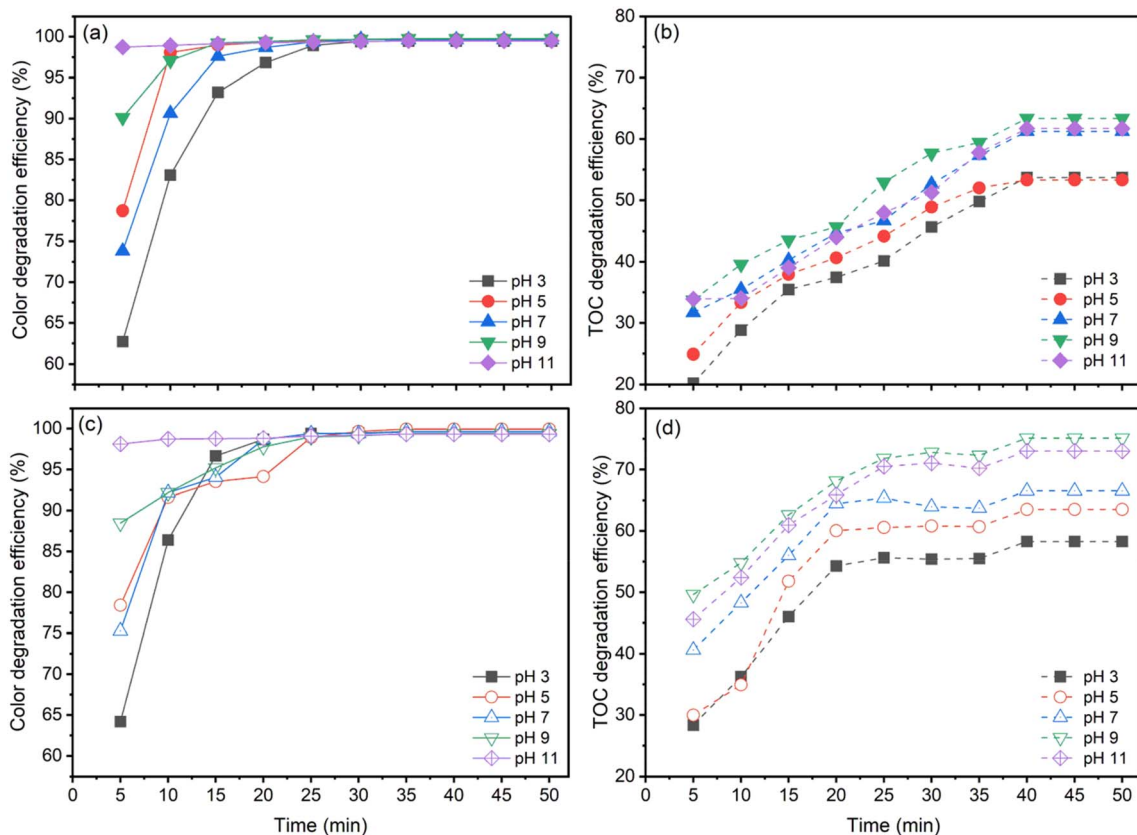 (a)
Color degradation efficiency (%)
100
95
90
85
80
75
70
65
60
pH 3
pH 5
pH 7
pH 9
pH 11
(b)
TOC degradation efficiency (%)
80
70
60
50
40
30
20
pH 3
pH 5
pH 7
pH 9
pH 11
(c)
Color degradation efficiency (%)
100
95
90
85
80
75
70
65
60
pH 3
pH 5
pH 7
pH 9
pH 11
0 5 10 15 20 25 30 35 40 45 50
Time (min)
(d)
TOC degradation efficiency (%)
80
70
60
50
40
30
20
pH 3
pH 5
pH 7
pH 9
pH 11
0 5 10 15 20 25 30 35 40 45 50
Time (min)